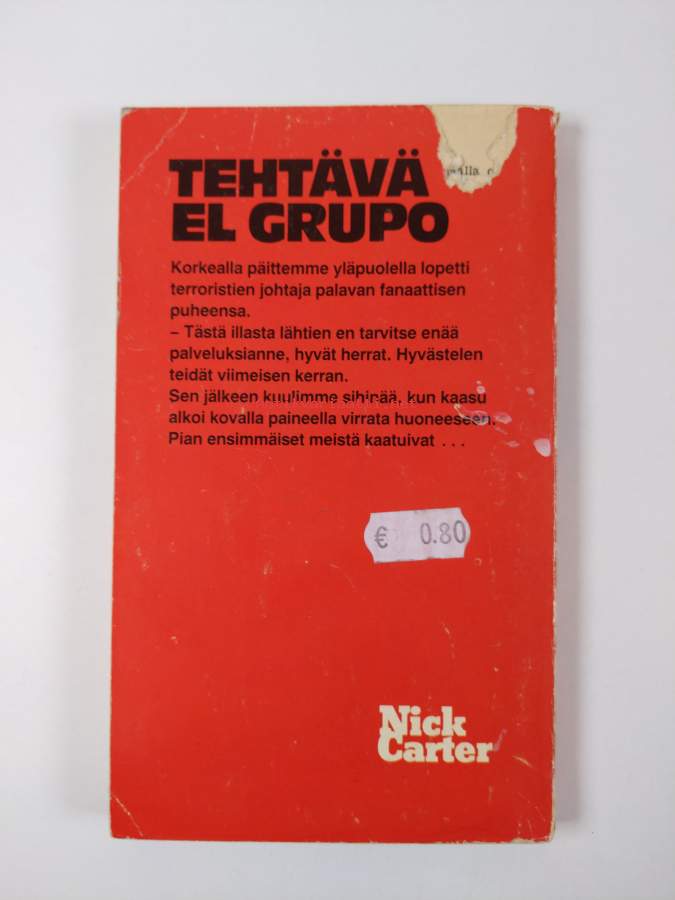 TEHTÄVÄ
EL GRUPO
Korkealla päittemme yläpuolella lopetti
terroristien johtaja palavan fanaattisen
puheensa.
– Tästä illasta lähtien en tarvitse enää
palveluksianne, hyvät herrat. Hyvästelen
teidät viimeisen kerran.
Sen jälkeen kuulimme sihinää, kun kaasu
alkoi kovalla paineella virrata huoneeseen.
Pian ensimmäiset meistä kaatuivat . . .
€ 0.80
Nick
Carter